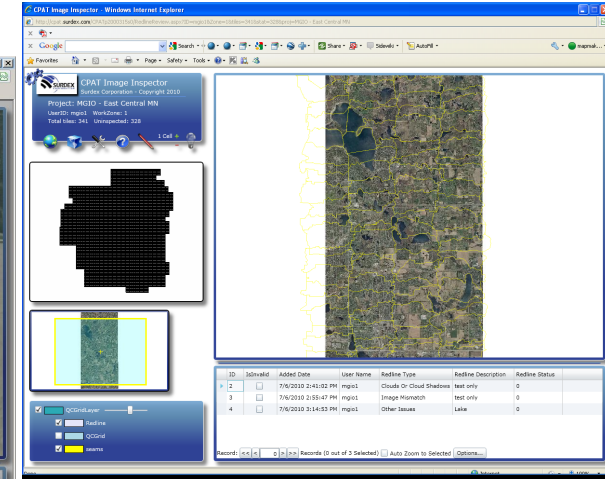 CPAT Image Inspector - Windows Internet Explorer
Google
Search
Share
Sidewiki
AutoFill
Favorites
Page
Safety
Tools
SURDEX
CPAT Image Inspector
Surdex Corporation - Copyright 2010
Project: MGIO - East Central MN
UserID: mgio1 WorkZone: 1
Total tiles: 341 Uninspected: 328
1 Cell +
QCGridLayer
Redline
QCGrid
seams
ID IsInvalid Added Date User Name Redline Type Redline Description Redline Status
2 7/6/2010 2:41:02 PM mgio1 Clouds Or Cloud Shadows test only 0
3 7/6/2010 2:55:47 PM mgio1 Image Mismatch test only 0
4 7/6/2010 3:14:53 PM mgio1 Other Issues Lake 0
Record: << < 0 > >> Records (0 out of 3 Selected) Auto Zoom to Selected Options...
Internet
100%